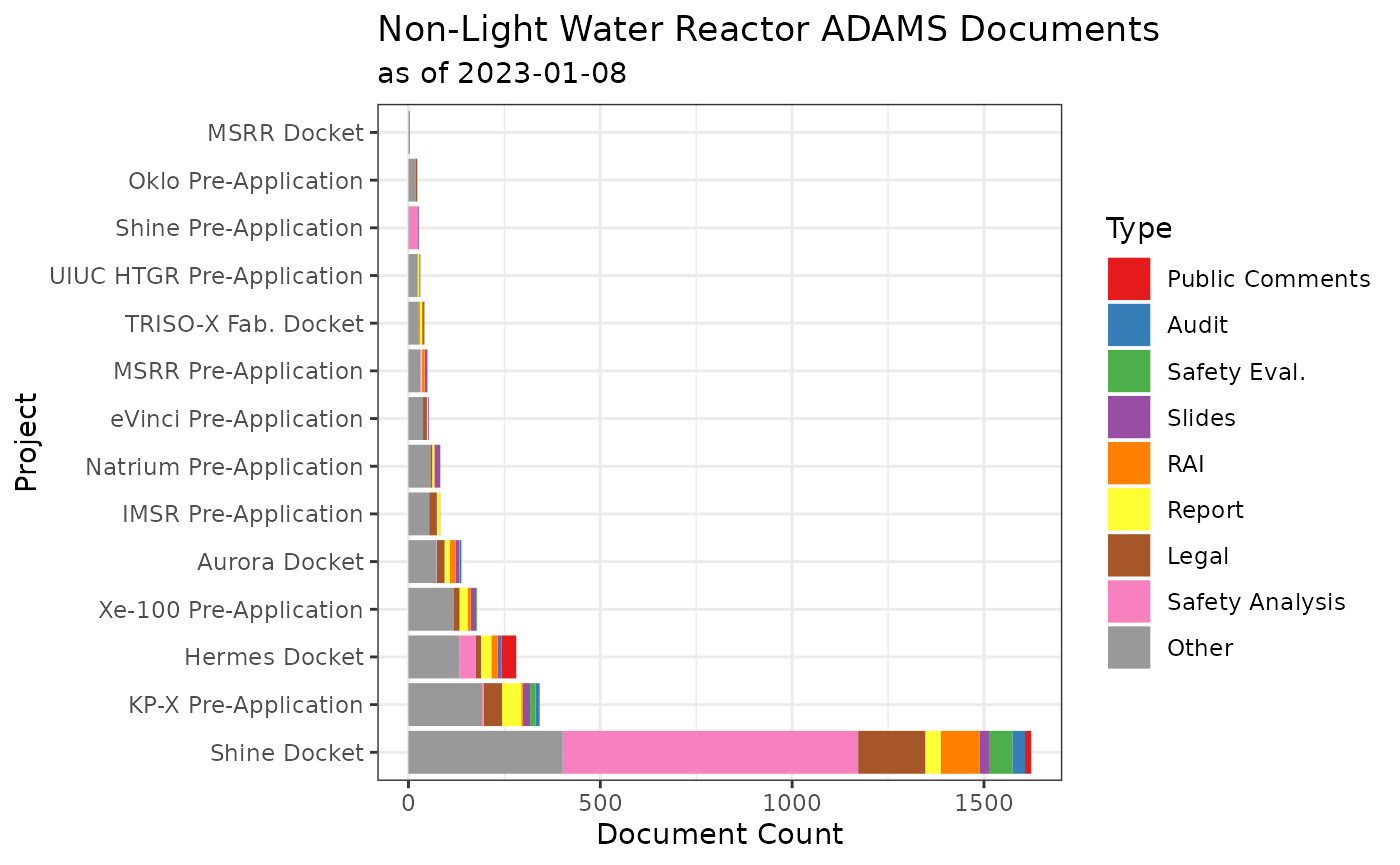 Non-Light Water Reactor ADAMS Documents
as of 2023-01-08
Project
MSRR Docket
Oklo Pre-Application
Shine Pre-Application
UIUC HTGR Pre-Application
TRISO-X Fab. Docket
MSRR Pre-Application
eVinci Pre-Application
Natrium Pre-Application
IMSR Pre-Application
Aurora Docket
Xe-100 Pre-Application
Hermes Docket
KP-X Pre-Application
Shine Docket
0 500 1000 1500
Document Count
Type
Public Comments
Audit
Safety Eval.
Slides
RAI
Report
Legal
Safety Analysis
Other